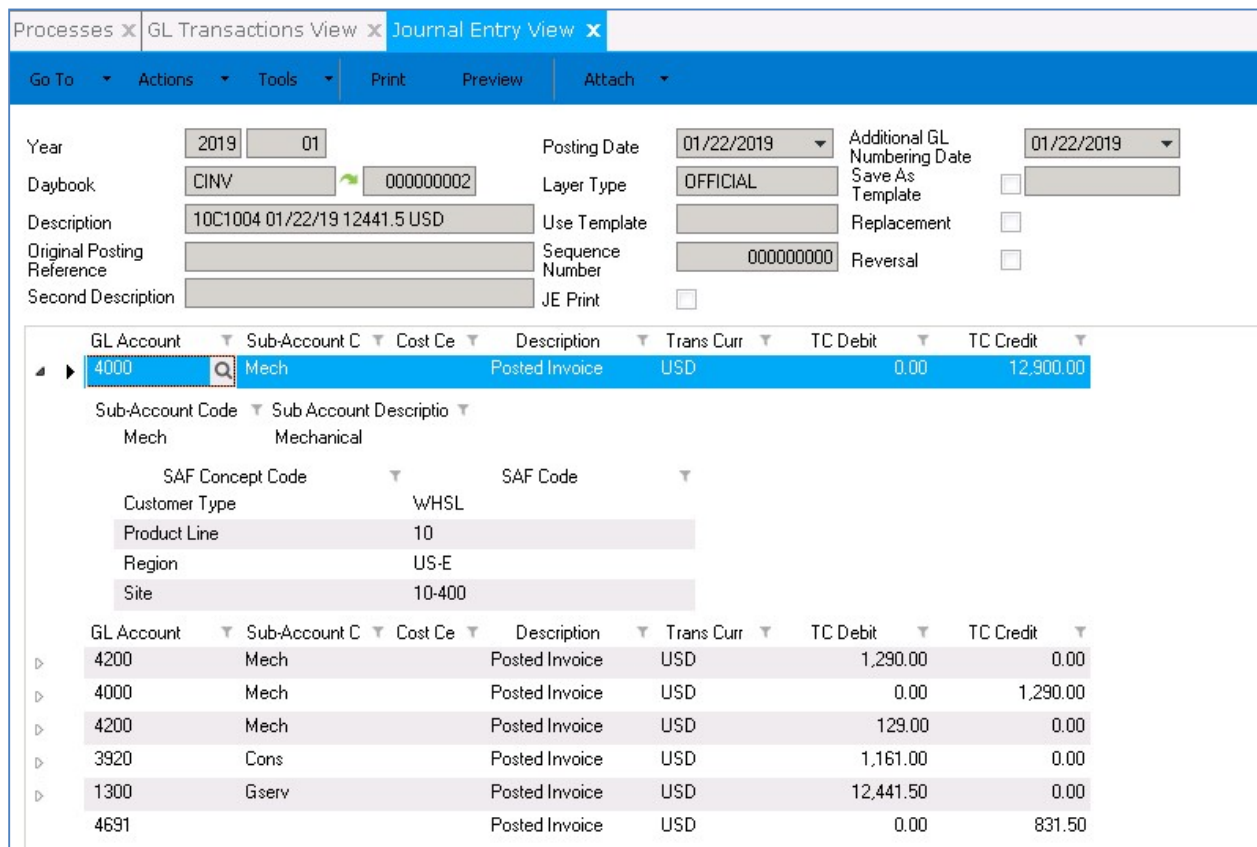 Processes x GL Transactions View x Journal Entry View x
Go To Actions Tools Print Preview Attach
Year 2019 01 Posting Date 01/22/2019 Additional GL Numbering Date 01/22/2019
Daybook CINV 000000002 Layer Type OFFICIAL Save As Template
Description 10C1004 01/22/19 12441.5 USD Use Template Replacement
Original Posting Reference Sequence Number 000000000 Reversal
Second Description JE Print
GL Account Sub-Account C Cost Ce Description Trans Curr TC Debit TC Credit
4000 Mech Posted Invoice USD 0.00 12,900.00
Sub-Account Code Sub Account Descriptio
Mech Mechanical
SAF Concept Code SAF Code
Customer Type WHSL
Product Line 10
Region US-E
Site 10-400
GL Account Sub-Account C Cost Ce Description Trans Curr TC Debit TC Credit
4200 Mech Posted Invoice USD 1,290.00 0.00
4000 Mech Posted Invoice USD 0.00 1,290.00
4200 Mech Posted Invoice USD 129.00 0.00
3920 Cons Posted Invoice USD 1,161.00 0.00
1300 Gserv Posted Invoice USD 12,441.50 0.00
4691 Posted Invoice USD 0.00 831.50